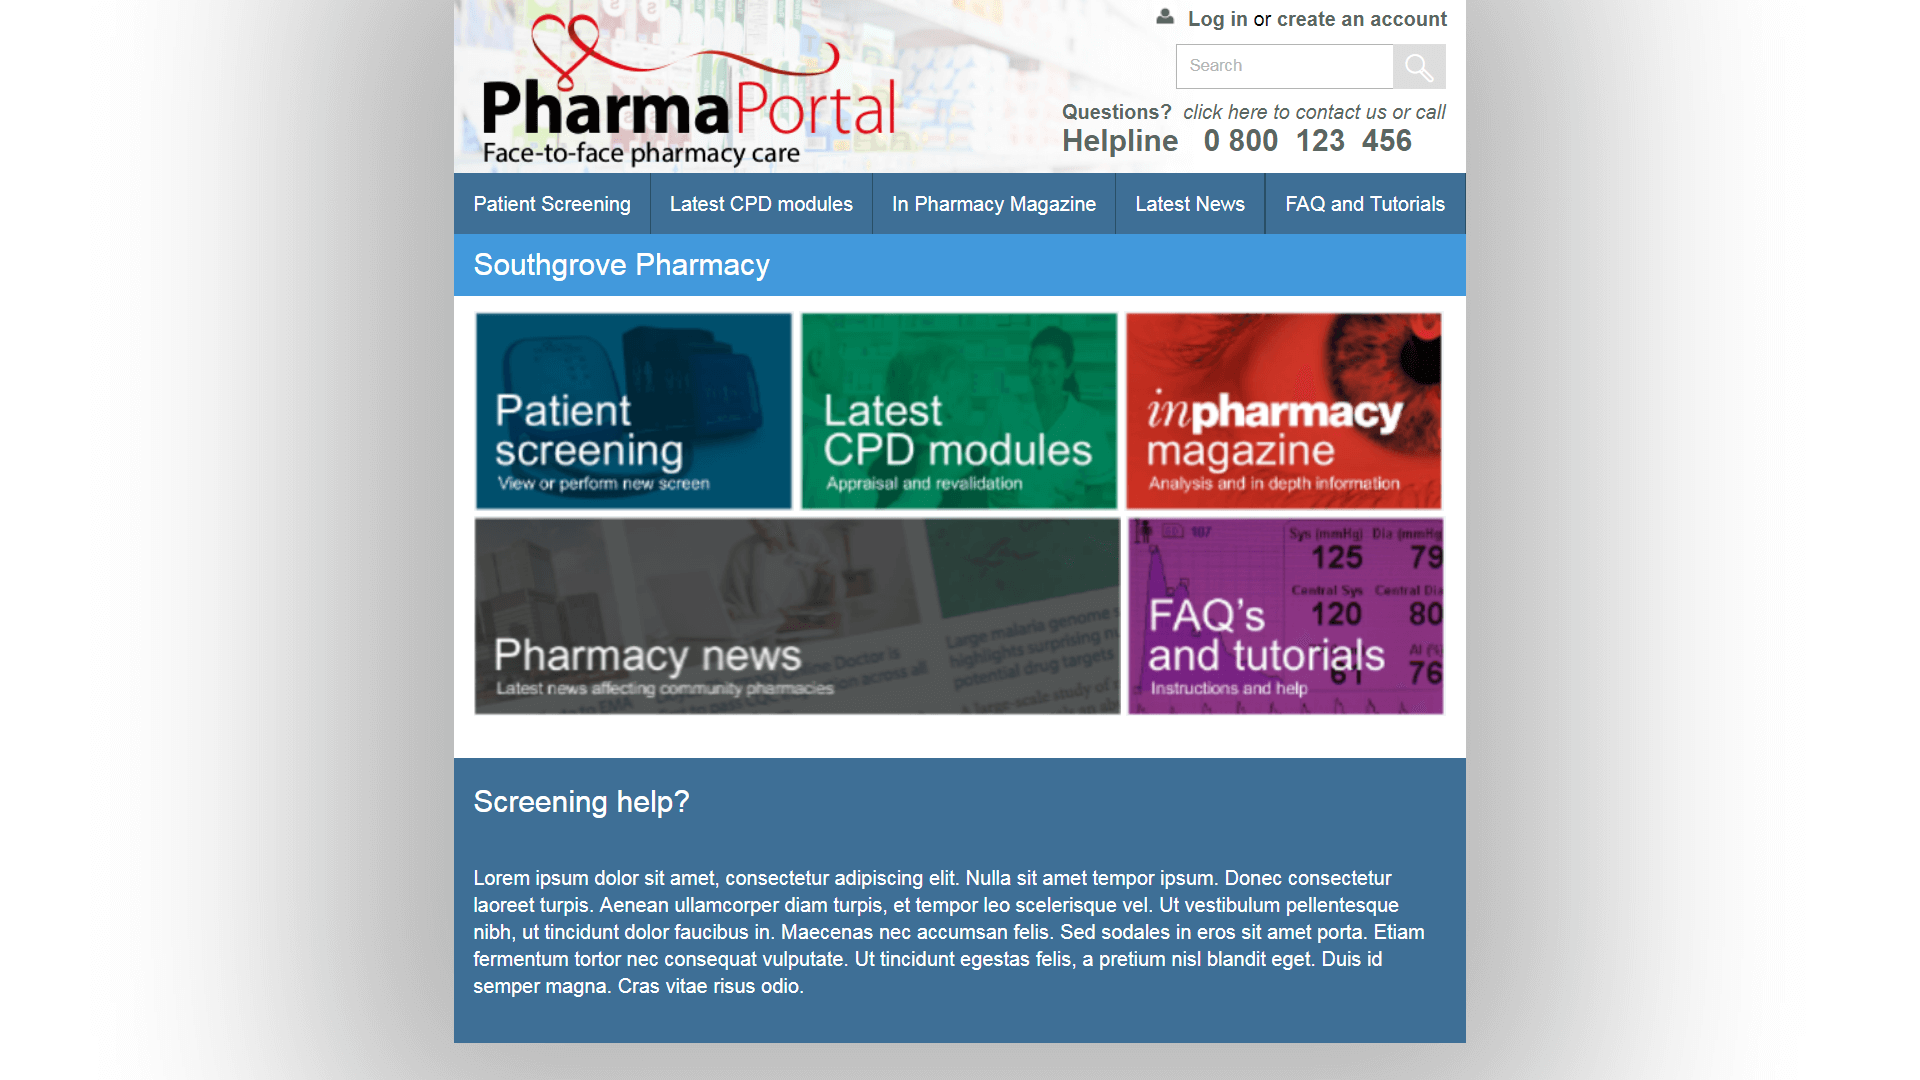 Log in or create an account
Search
PharmaPortal
Face-to-face pharmacy care
Questions? click here to contact us or call
Helpline 0 800 123 456
Patient Screening
Latest CPD modules
In Pharmacy Magazine
Latest News
FAQ and Tutorials
Southgrove Pharmacy
Patient
screening
View or perform new screen
Latest
CPD modules
Appraisal and revalidation
inpharmacy
magazine
Analysis and in depth information
Pharmacy news
Latest news affecting community pharmacies
Large malaria genome
highlights surprising
potential drug targets
107
Sys (mmHg) Dia (mmHg
125 79
Central Sys Central Dia
120 80
61 76
FAQ's
and tutorials
Instructions and help
Screening help?
Lorem ipsum dolor sit amet, consectetur adipiscing elit. Nulla sit amet tempor ipsum. Donec consectetur
laoreet turpis. Aenean ullamcorper diam turpis, et tempor leo scelerisque vel. Ut vestibulum pellentesque
nibh, ut tincidunt dolor faucibus in. Maecenas nec accumsan felis. Sed sodales in eros sit amet porta. Etiam
fermentum tortor nec consequat vulputate. Ut tincidunt egestas felis, a pretium nisl blandit eget. Duis id
semper magna. Cras vitae risus odio.